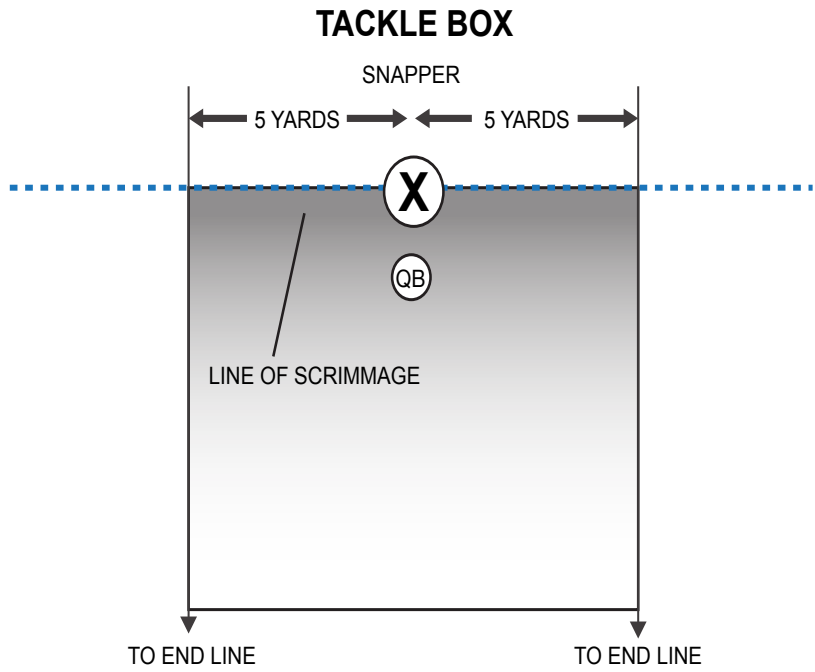 TACKLE BOX
SNAPPER
5 YARDS 5 YARDS
X
QB
LINE OF SCRIMMAGE
TO END LINE TO END LINE